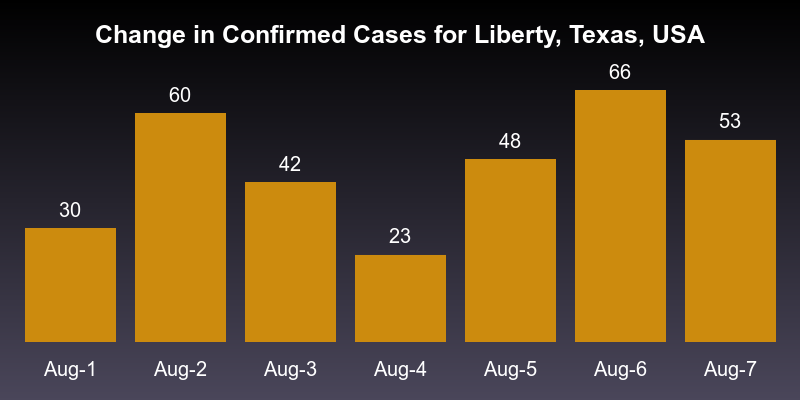 Change in Confirmed Cases for Liberty, Texas, USA
30
60
42
23
48
66
53
Aug-1
Aug-2
Aug-3
Aug-4
Aug-5
Aug-6
Aug-7